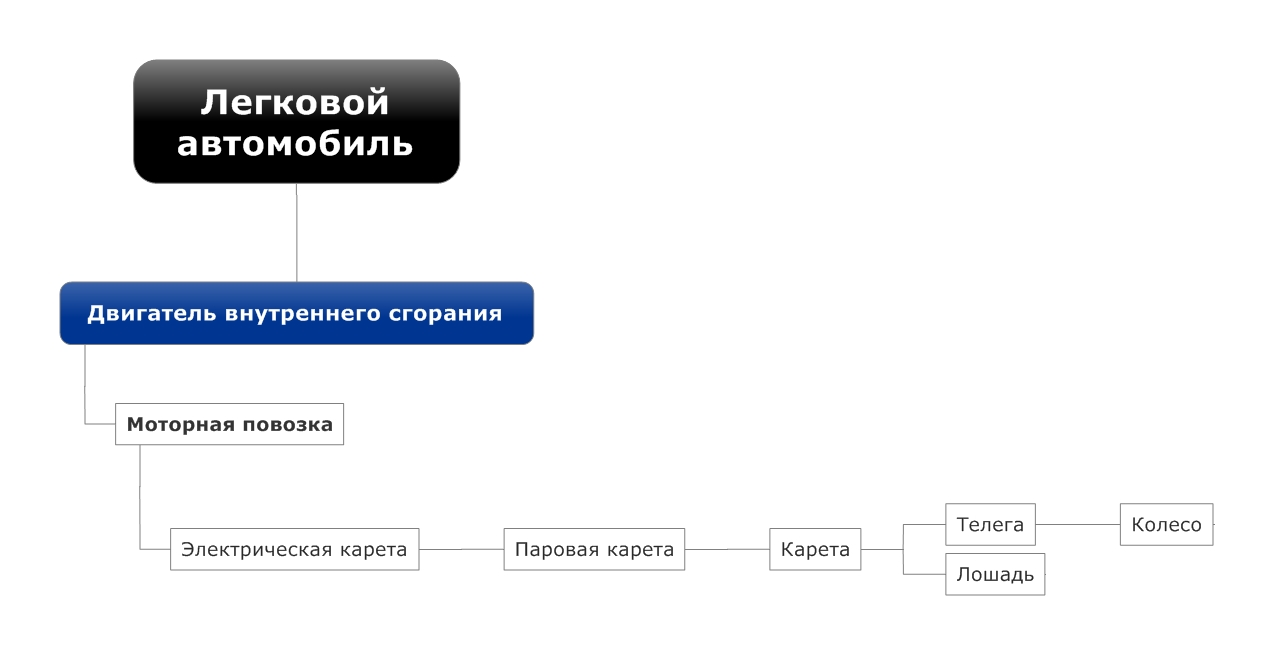 Легковой
автомобиль
Двигатель внутреннего сгорания
Моторная повозка
Электрическая карета
Паровая карета
Карета
Телега
Колесо
Лошадь